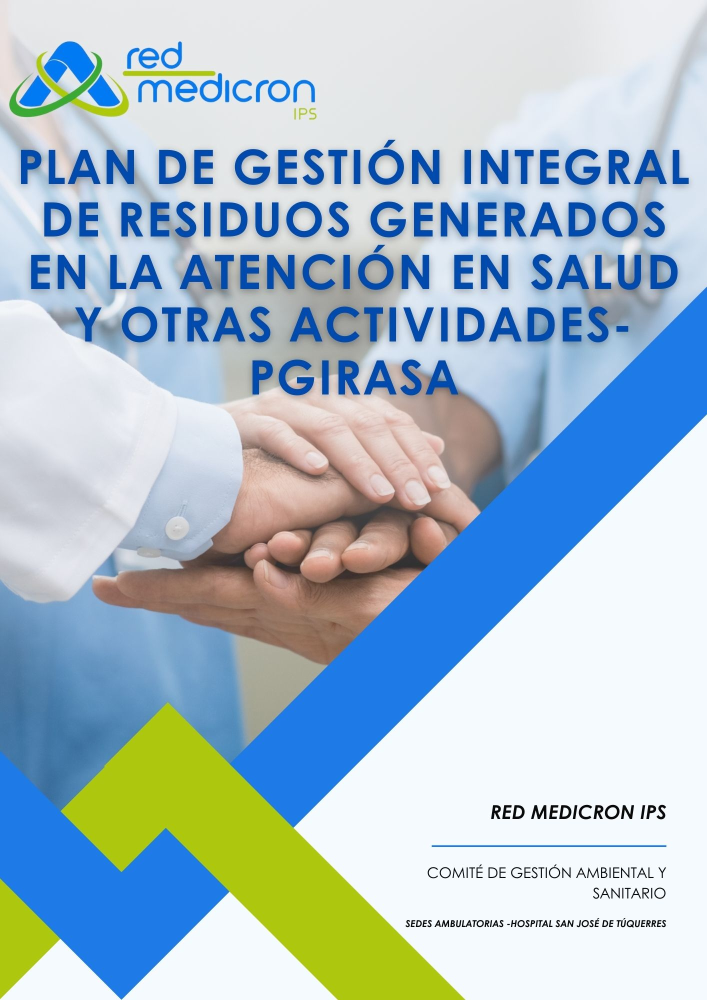 red
medicron
IPS
PLAN DE GESTIÓN INTEGRAL
DE RESIDUOS GENERADOS
EN LA ATENCIÓN EN SALUD
Y OTRAS ACTIVIDADES-
PGIRASA
RED MEDICRON IPS
COMITÉ DE GESTIÓN AMBIENTAL Y
SANITARIO
SEDES AMBULATORIAS -HOSPITAL SAN JOSÉ DE TÚQUERRES